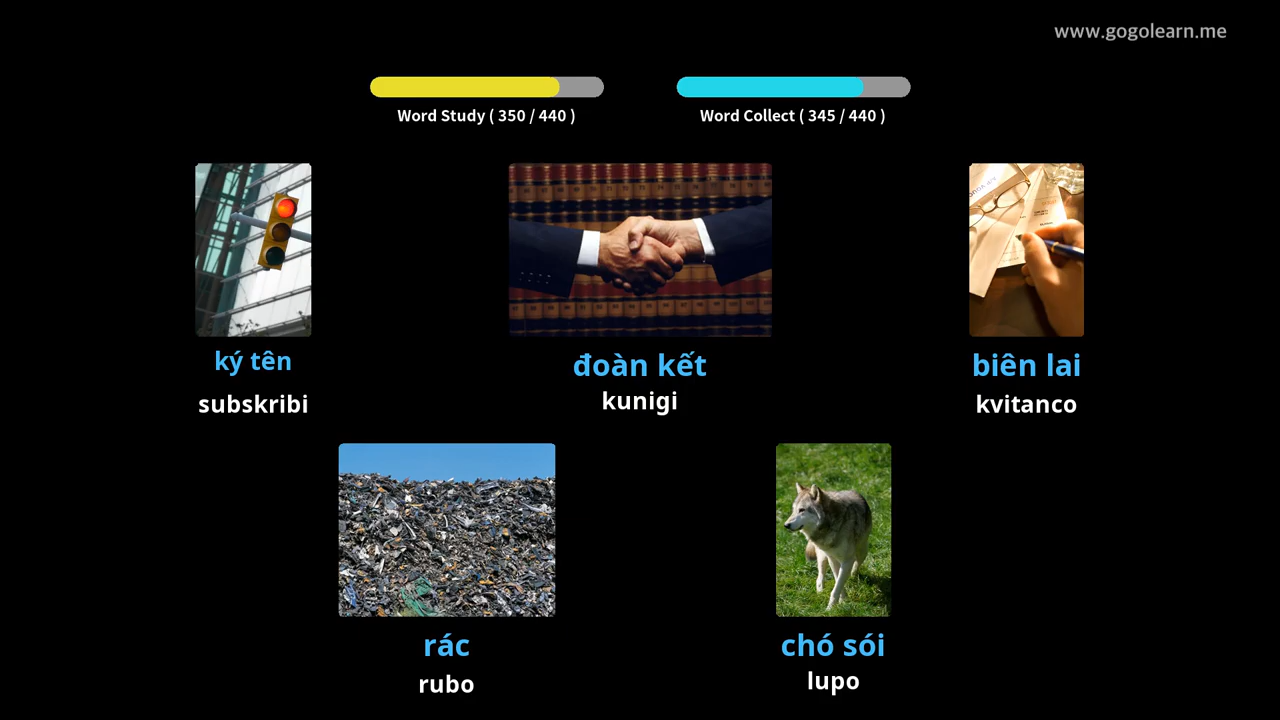 www.gogolearn.me
Word Study ( 350 / 440 )
Word Collect ( 345 / 440 )
ký tên
subskribi
đoàn kết
kunigi
biên lai
kvitanco
rác
rubo
chó sói
lupo